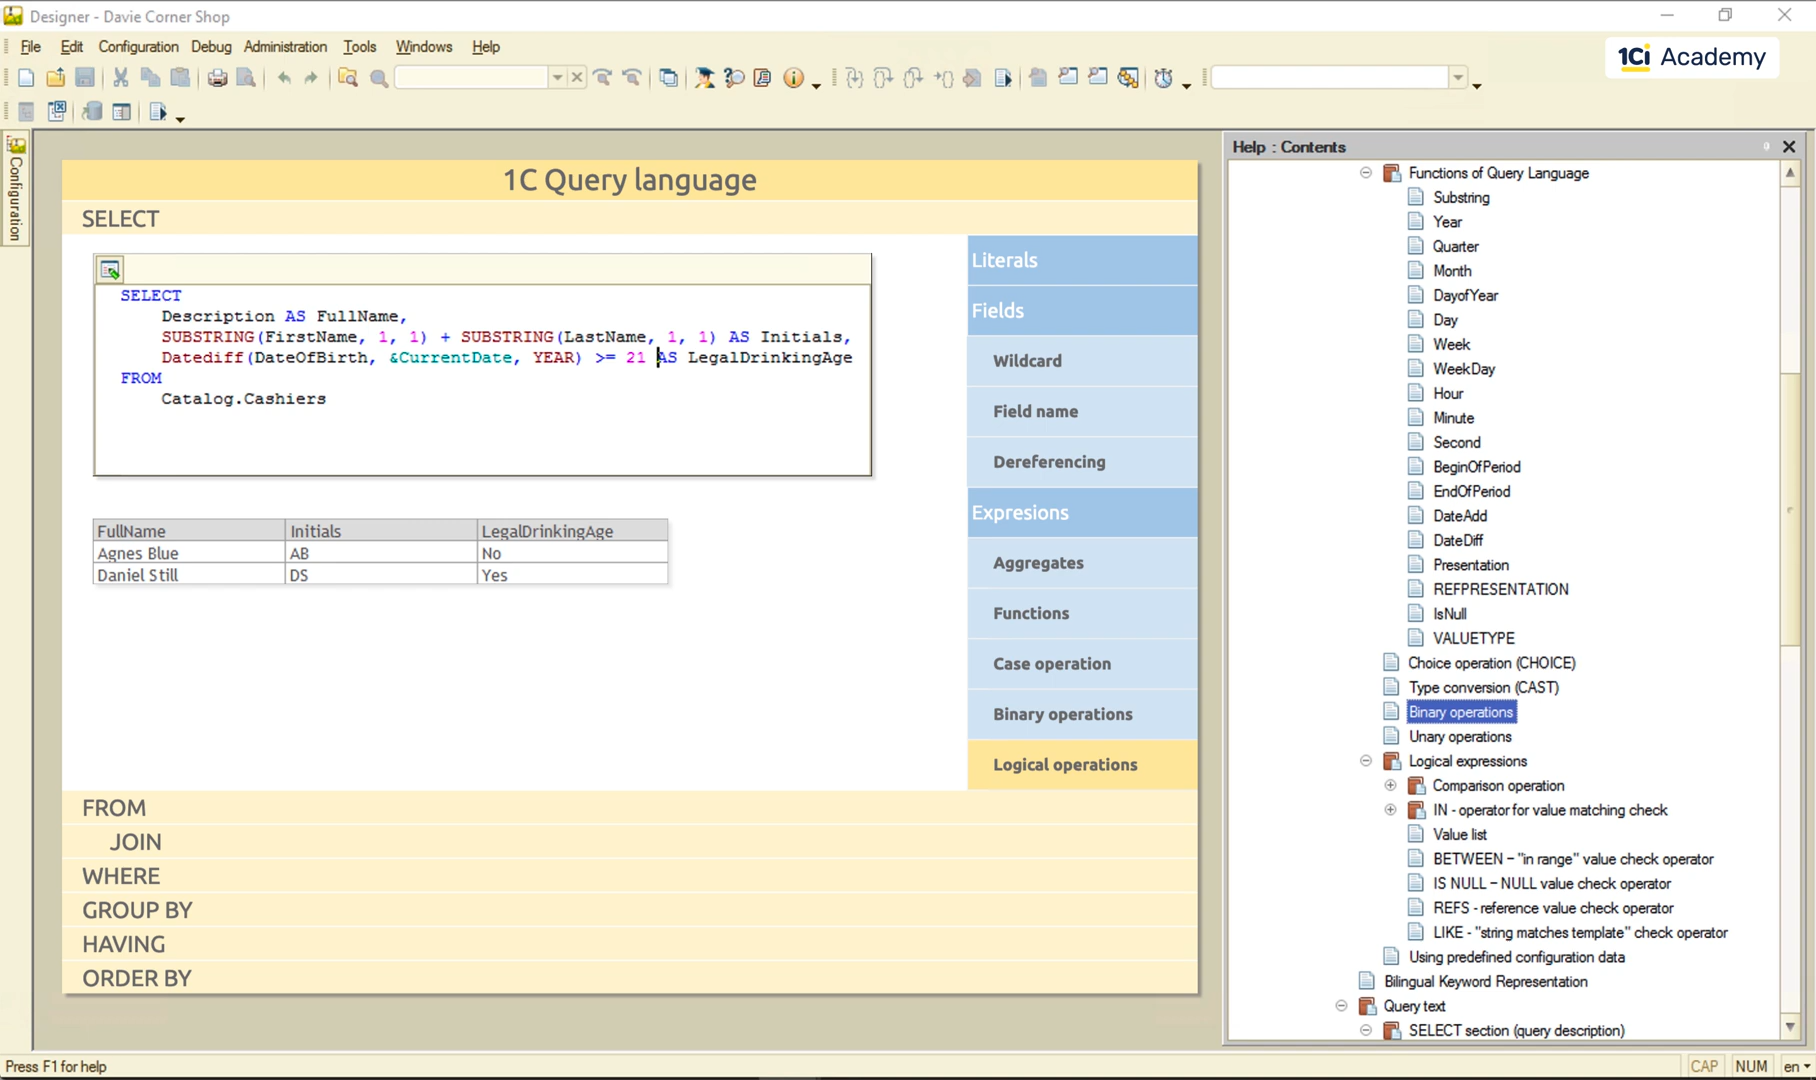 Designer - Davie Corner Shop
File Edit Configuration Debug Administration Tools Windows Help
1Ci Academy
Configuration
1C Query language
SELECT
SELECT
Description AS FullName,
SUBSTRING(FirstName, 1, 1) + SUBSTRING(LastName, 1, 1) AS Initials,
Datediff(DateOfBirth, &CurrentDate, YEAR) >= 21 AS LegalDrinkingAge
FROM
Catalog.Cashiers
FullName Initials LegalDrinkingAge
Agnes Blue AB No
Daniel Still DS Yes
Literals
Fields
Wildcard
Field name
Dereferencing
Expresions
Aggregates
Functions
Case operation
Binary operations
Logical operations
FROM
JOIN
WHERE
GROUP BY
HAVING
ORDER BY
Help : Contents
Functions of Query Language
Substring
Year
Quarter
Month
DayofYear
Day
Week
WeekDay
Hour
Minute
Second
BeginOfPeriod
EndOfPeriod
DateAdd
DateDiff
Presentation
REFPRESENTATION
IsNull
VALUETYPE
Choice operation (CHOICE)
Type conversion (CAST)
Binary operations
Unary operations
Logical expressions
Comparison operation
IN - operator for value matching check
Value list
BETWEEN – "in range" value check operator
IS NULL – NULL value check operator
REFS - reference value check operator
LIKE - "string matches template" check operator
Using predefined configuration data
Bilingual Keyword Representation
Query text
SELECT section (query description)
Press F1 for help
CAP NUM en